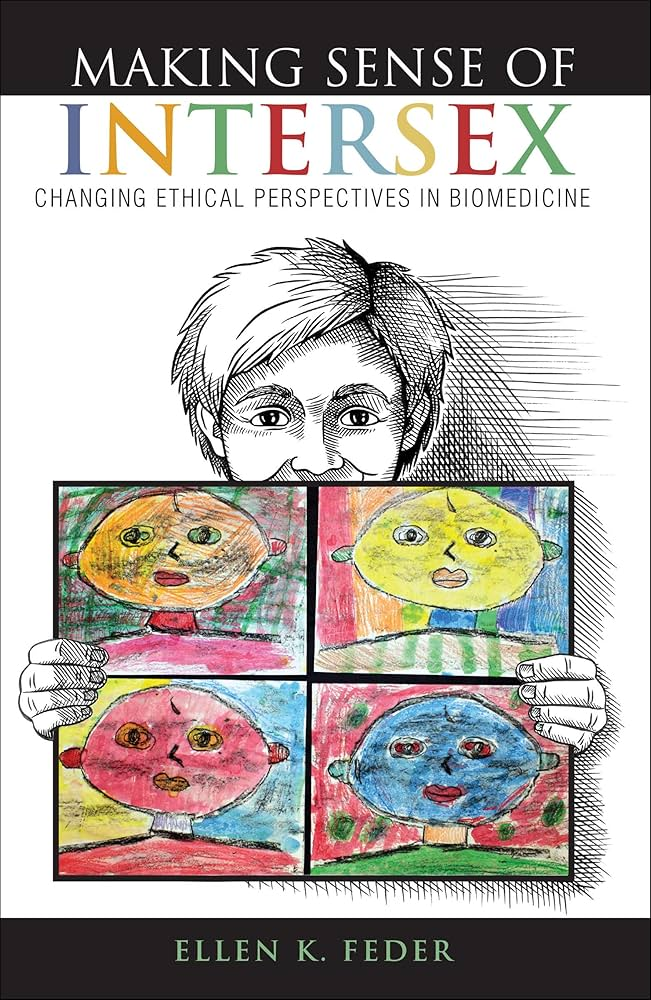 MAKING SENSE OF
INTERSEX
CHANGING ETHICAL PERSPECTIVES IN BIOMEDICINE
ELLEN K. FEDER